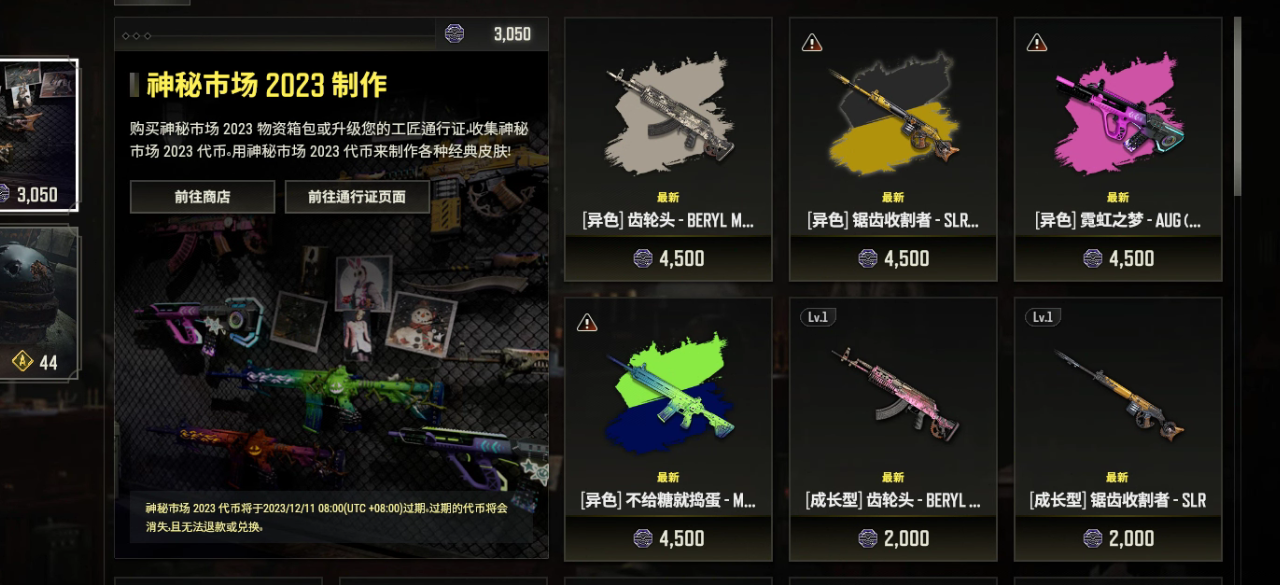 3,050
神秘市场 2023 制作
购买神秘市场 2023 物资箱包或升级您的工匠通行证,收集神秘
市场 2023 代币。用神秘市场 2023 代币来制作各种经典皮肤!
前往商店
前往通行证页面
3,050
44
神秘市场 2023 代币将于2023/12/11 08:00(UTC +08:00)过期,过期的代币将会
消失,且无法退款或兑换。
最新
[异色] 齿轮头 - BERYL M...
4,500
最新
[异色] 锯齿收割者 - SLR...
4,500
最新
[异色] 霓虹之梦 - AUG (...
4,500
最新
[异色] 不给糖就捣蛋 - M...
4,500
Lv.1
最新
[成长型] 齿轮头 - BERYL ...
2,000
Lv.1
最新
[成长型] 锯齿收割者 - SLR
2,000